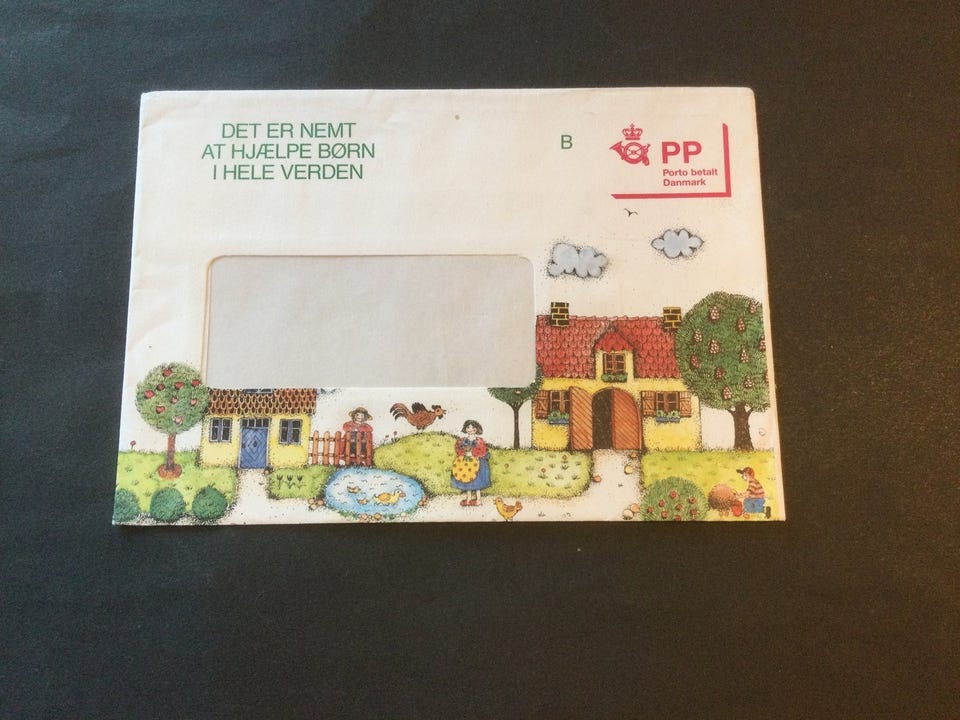 DET ER NEMT
AT HJÆLPE BØRN
I HELE VERDEN
B
PP
Porto betalt
Danmark